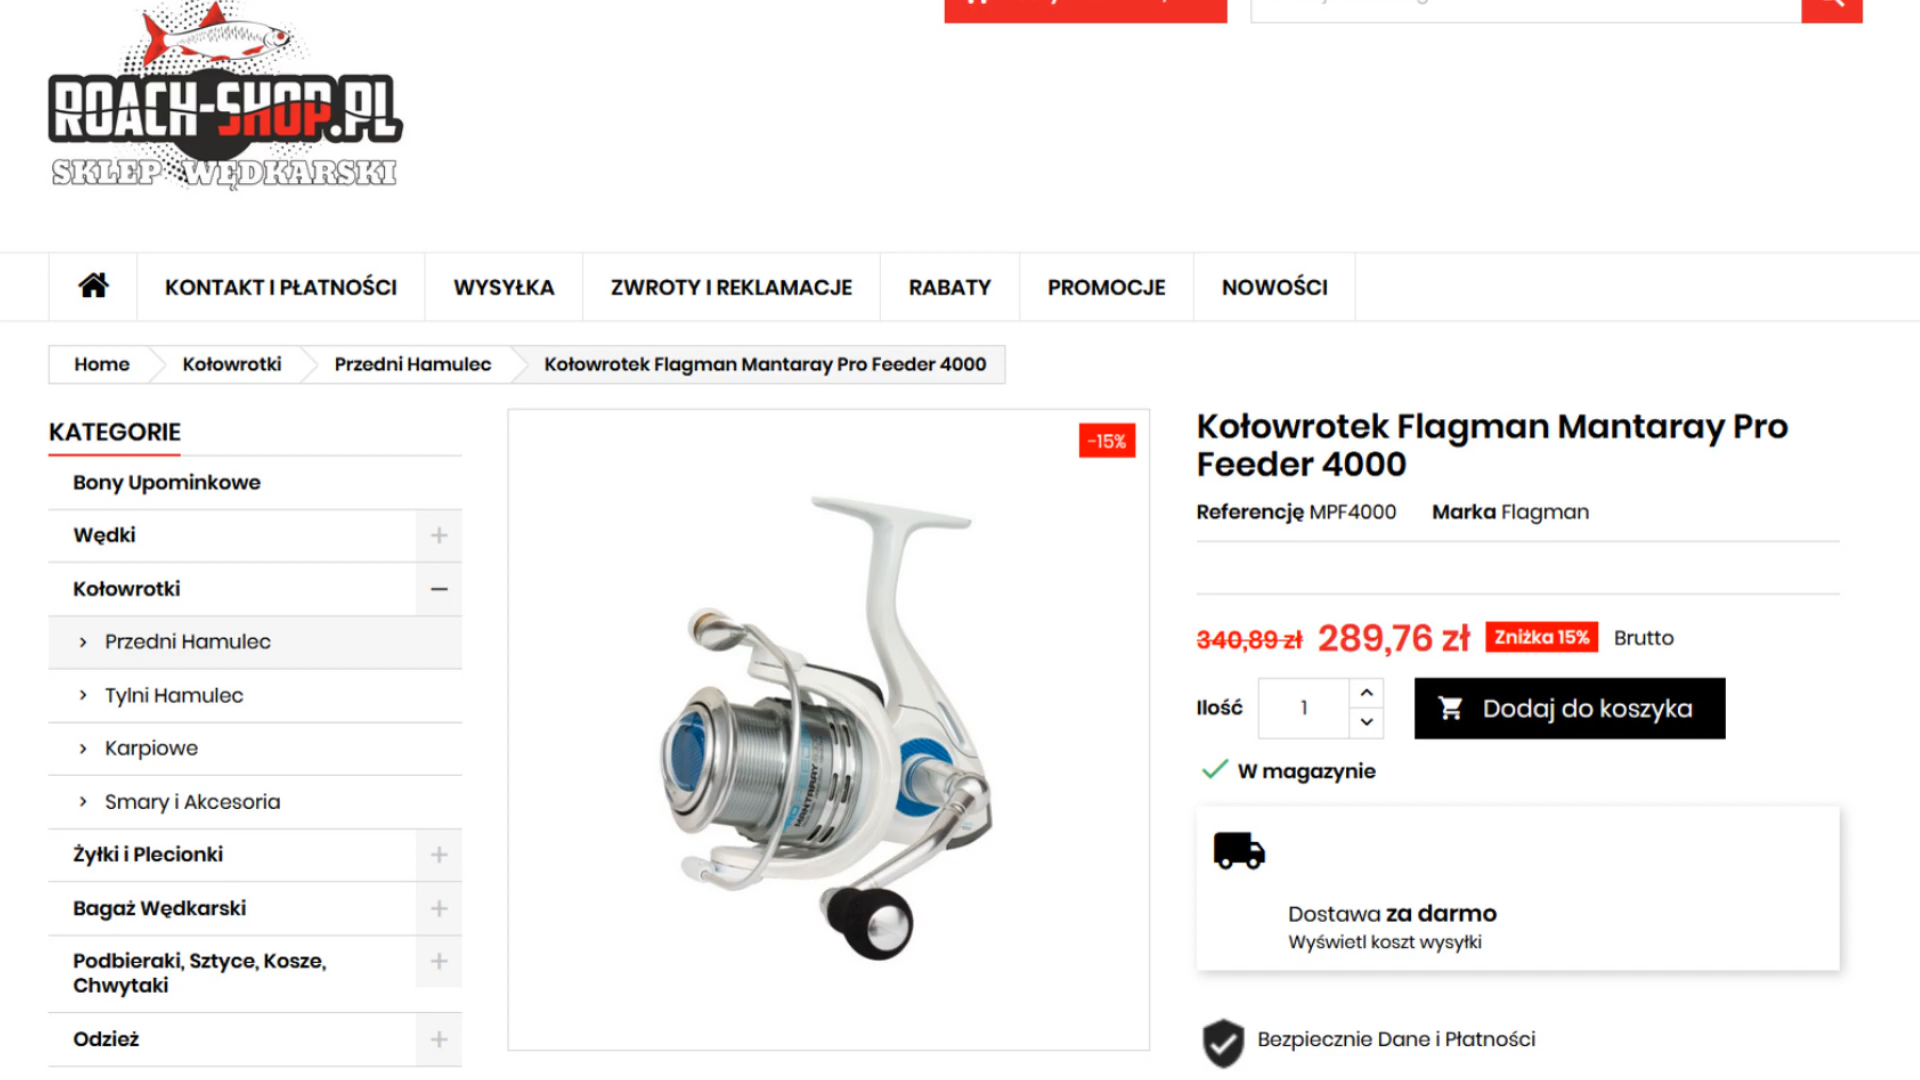 ROACH-SHOP.PL
SKLEP WĘDKARSKI
KONTAKT I PŁATNOŚCI
WYSYŁKA
ZWROTY I REKLAMACJE
RABATY
PROMOCJE
NOWOŚCI
Home
Kołowrotki
Przedni Hamulec
Kołowrotek Flagman Mantaray Pro Feeder 4000
KATEGORIE
Bony Upominkowe
Wędki
Kołowrotki
Przedni Hamulec
Tylni Hamulec
Karpiowe
Smary i Akcesoria
Żyłki i Plecionki
Bagaż Wędkarski
Podbieraki, Sztyce, Kosze,
Chwytaki
Odzież
-15%
MANTARAY
Kołowrotek Flagman Mantaray Pro
Feeder 4000
Referencję MPF4000 Marka Flagman
340,89 zł 289,76 zł Zniżka 15% Brutto
Ilość 1 Dodaj do koszyka
W magazynie
Dostawa za darmo
Wyświetl koszt wysyłki
Bezpiecznie Dane i Płatności